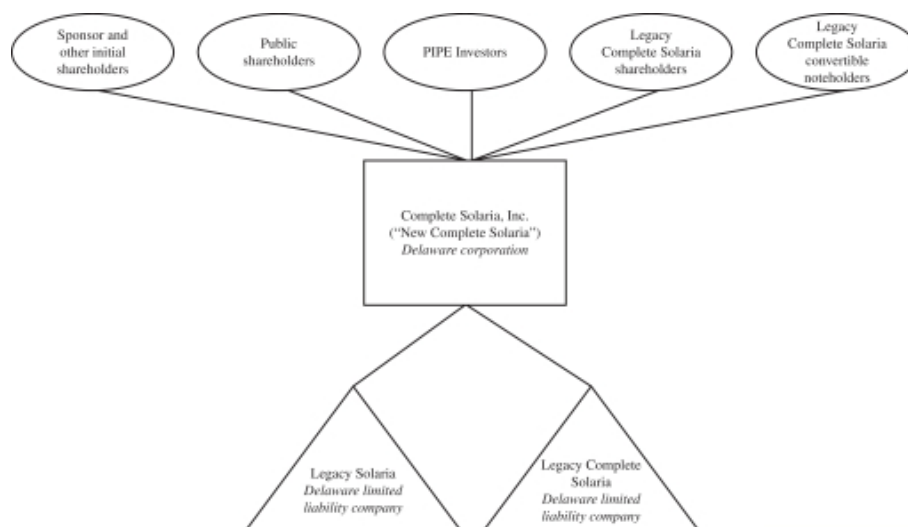 Sponsor and
other initial
shareholders
Public
shareholders
PIPE Investors
Legacy
Complete Solaria
shareholders
Legacy
Complete Solaria
convertible
noteholders
Complete Solaria, Inc.
(“New Complete Solaria”)
Delaware corporation
Legacy Solaria
Delaware limited
liability company
Legacy Complete
Solaria
Delaware limited
liability company